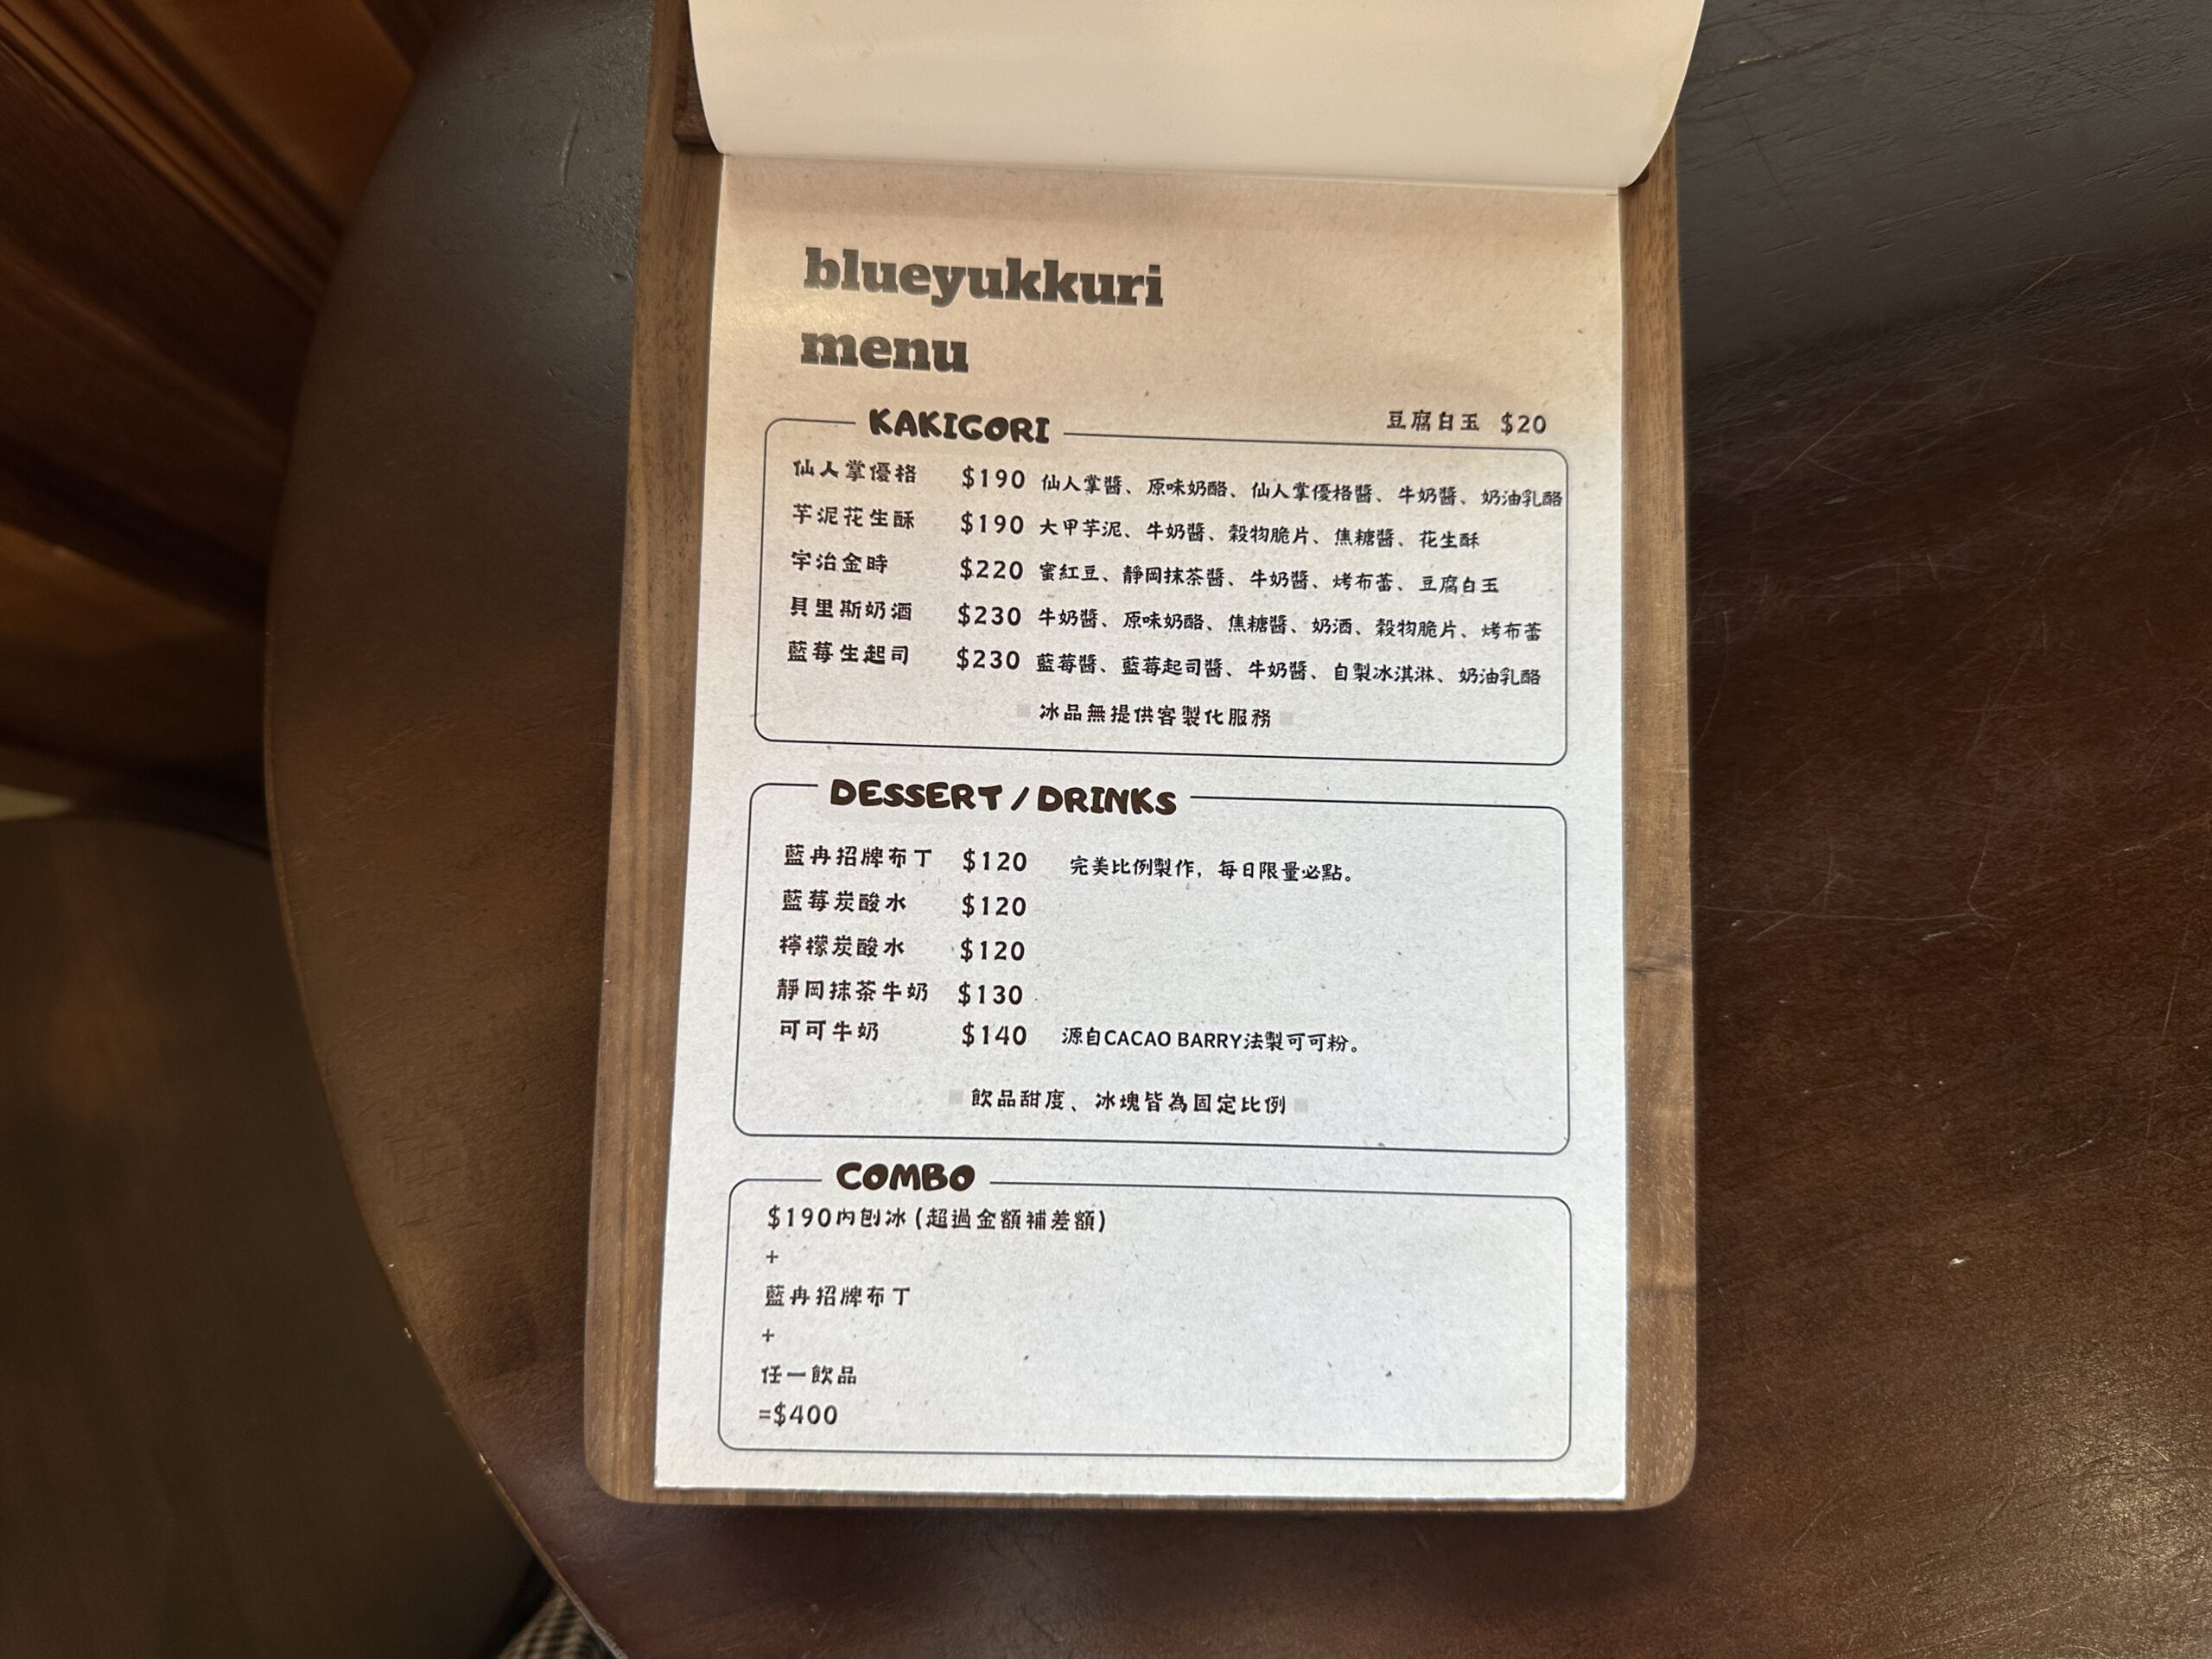 blueyukkuri
menu
KAKIGORI
豆腐白玉 $20
仙人掌優格 $190 仙人掌醬、原味奶酪、仙人掌優格醬、牛奶醬、奶油乳酪
芋泥花生酥 $190 大甲芋泥、牛奶醬、穀物脆片、焦糖醬、花生酥
宇治金時 $220 蜜紅豆、靜岡抹茶醬、牛奶醬、烤布蕾、豆腐白玉
貝里斯奶酒 $230 牛奶醬、原味奶酪、焦糖醬、奶酒、穀物脆片、烤布蕾
藍莓生起司 $230 藍莓醬、藍莓起司醬、牛奶醬、自製冰淇淋、奶油乳酪
冰品無提供客製化服務
DESSERT / DRINKS
藍冉招牌布丁 $120 完美比例製作，每日限量必點。
藍莓炭酸水 $120
檸檬炭酸水 $120
靜岡抹茶牛奶 $130
可可牛奶 $140 源自CACAO BARRY法製可可粉。
飲品甜度、冰塊皆為固定比例
COMBO
$190內刨冰(超過金額補差額)
+
藍冉招牌布丁
+
任一飲品
=$400